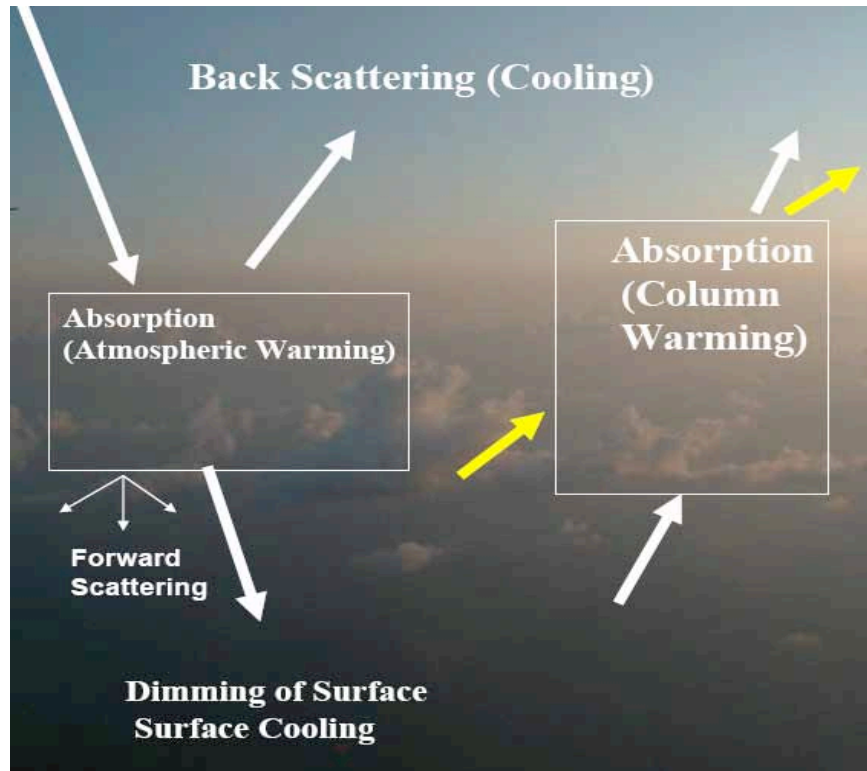 Back Scattering (Cooling)
Absorption
(Column
Warming)
Absorption
(Atmospheric Warming)
Forward
Scattering
Dimming of Surface
Surface Cooling